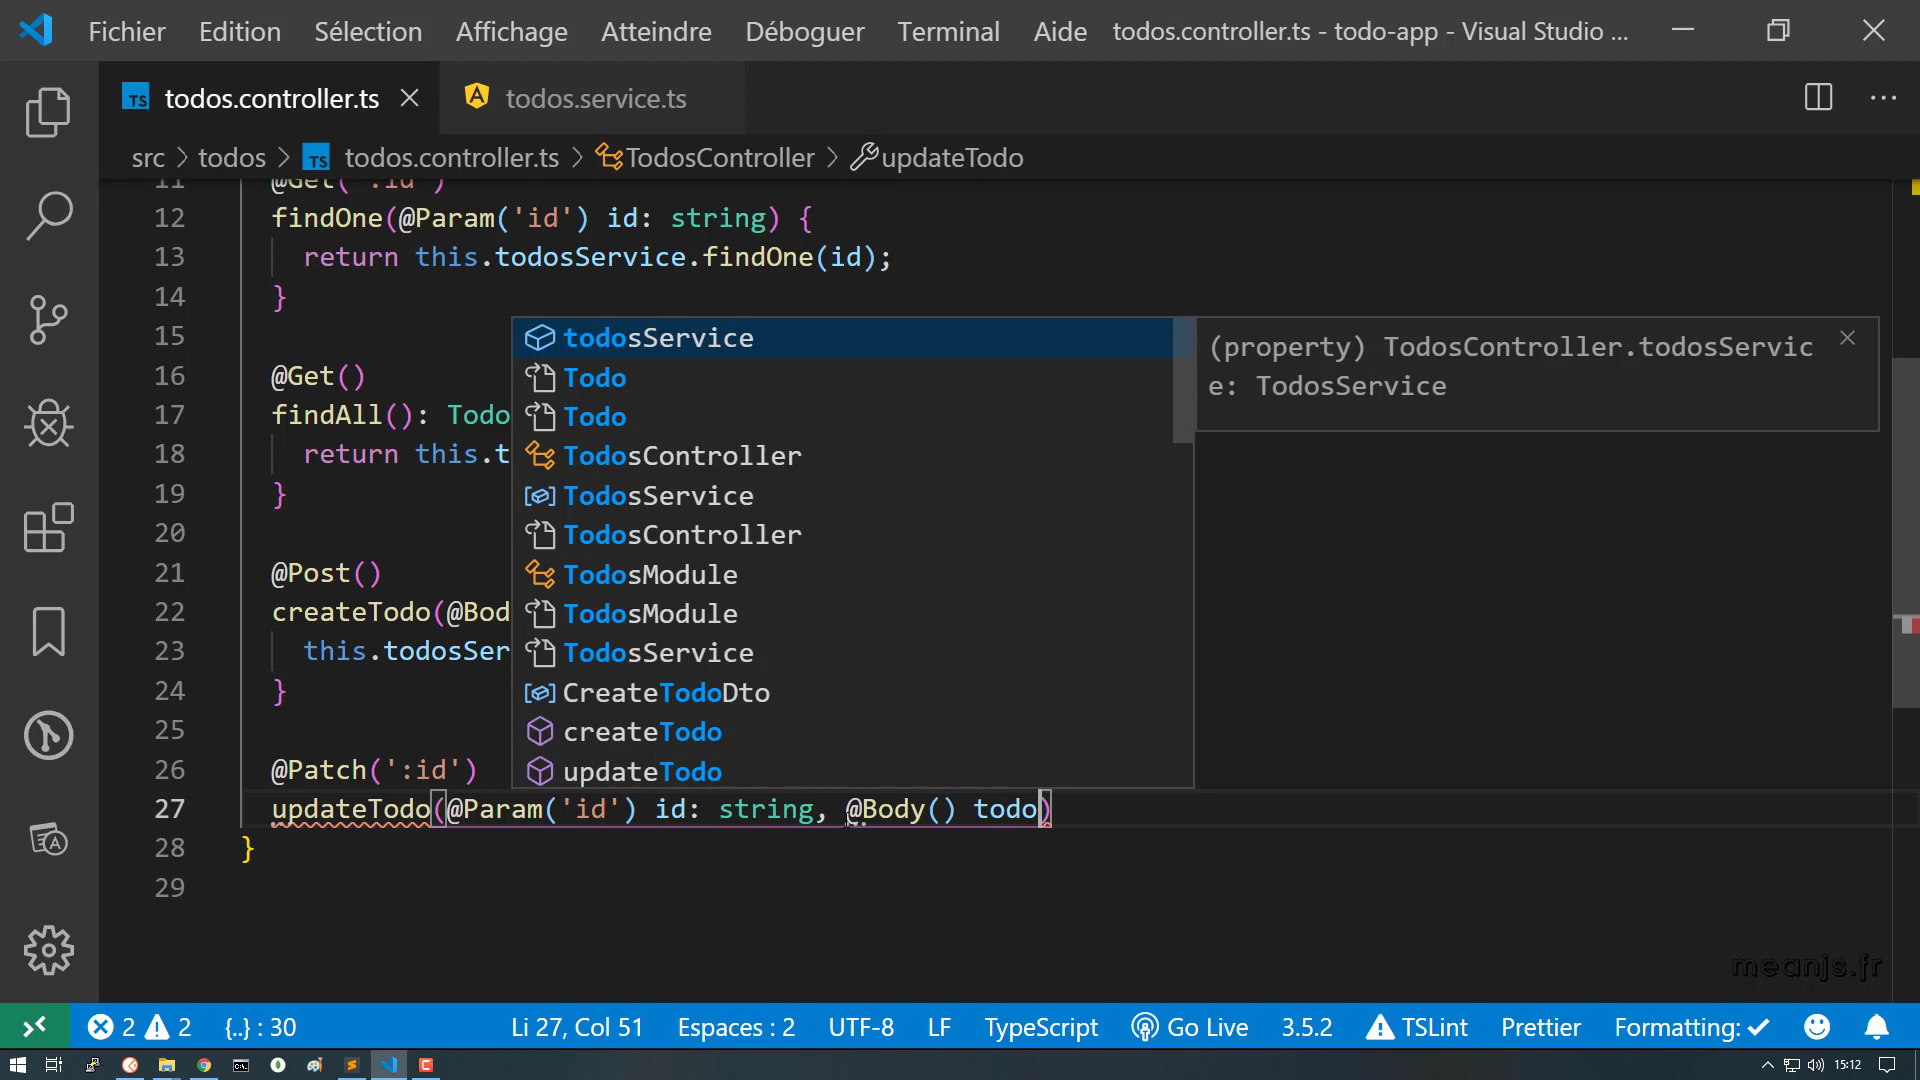 Fichier Edition Sélection Affichage Atteindre Déboguer Terminal Aide todos.controller.ts - todo-app - Visual Studio ...
TS todos.controller.ts todos.service.ts ...
src > todos > TS todos.controller.ts > TodosController > updateTodo
11 @Get(':id')
12 findOne(@Param('id') id: string) {
13 return this.todosService.findOne(id);
14 }
15
16 @Get()
17 findAll(): Todo
18 return this.t
19 }
20
21 @Post()
22 createTodo(@Bod
23 this.todosSer
24 }
25
26 @Patch(':id')
27 updateTodo(@Param('id') id: string, @Body() todo)
28 }
29
todosService
Todo
Todo
TodosController
TodosService
TodosController
TodosModule
TodosModule
TodosService
CreateTodoDto
createTodo
updateTodo
(property) TodosController.todosServic
e: TodosService
meanjs.fr
2 2 {..} : 30 Li 27, Col 51 Espaces : 2 UTF-8 LF TypeScript Go Live 3.5.2 TSLint Prettier Formatting:
15:12